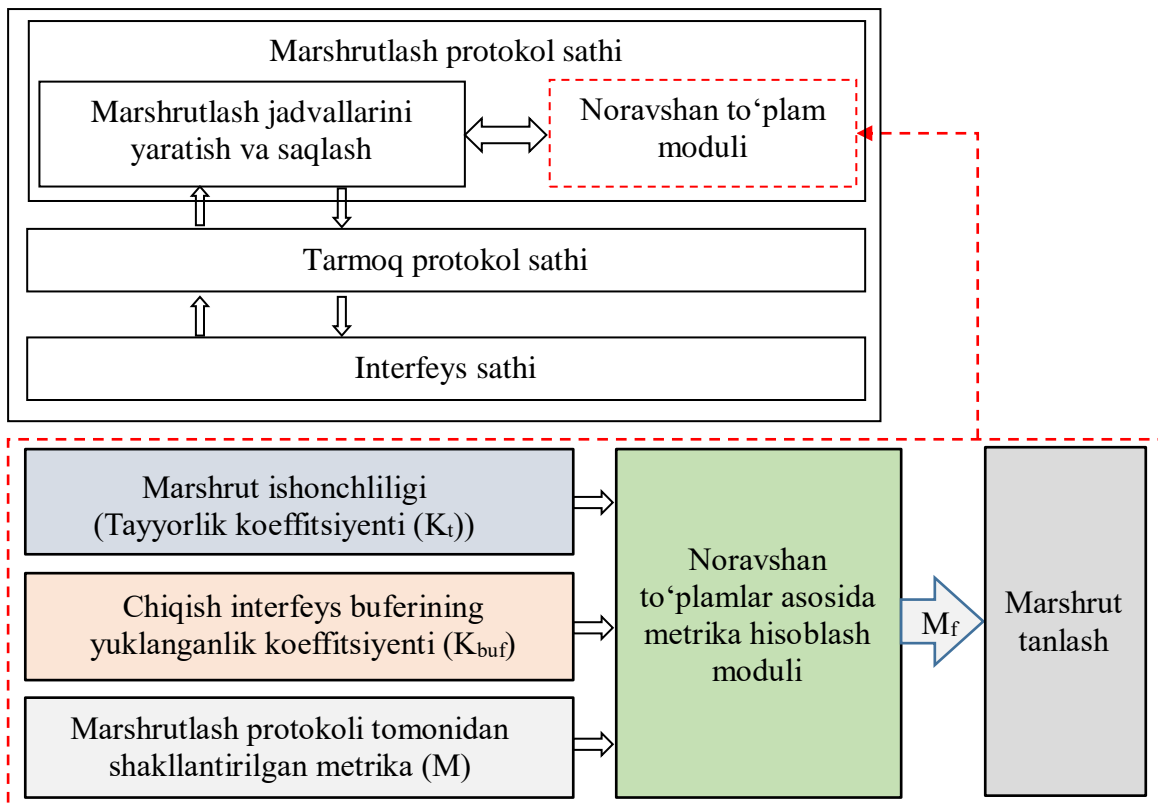 Marshrutlash protokol sathi
Marshrutlash jadvallarini
yaratish va saqlash
Noravshan to‘plam
moduli
Tarmoq protokol sathi
Interfeys sathi
Marshrut ishonchliligi
(Tayyorlik koeffitsiyenti (Kt))
Chiqish interfeys buferining
yuklanganlik koeffitsiyenti (Kbuf)
Marshrutlash protokoli tomonidan
shakllantirilgan metrika (M)
Noravshan
to‘plamlar asosida
metrika hisoblash
moduli
Mf
Marshrut
tanlash